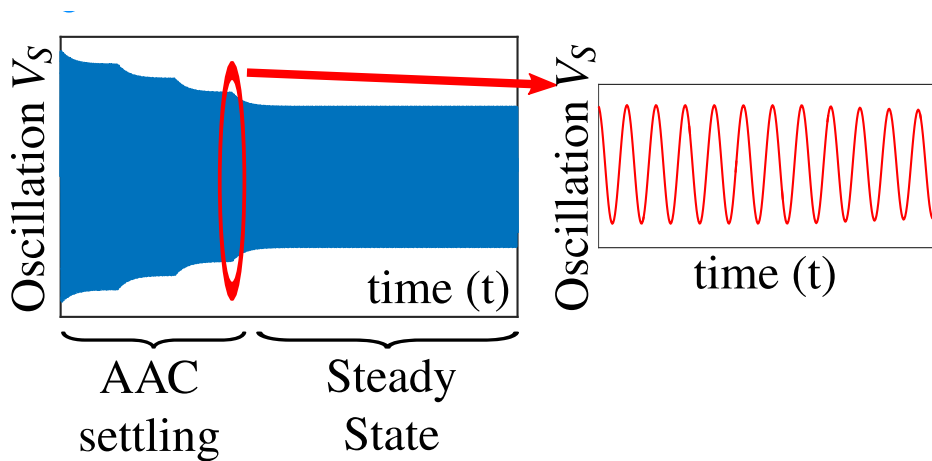 Oscillation V_S
time (t)
AAC
settling
Steady
State
Oscillation V_S
time (t)